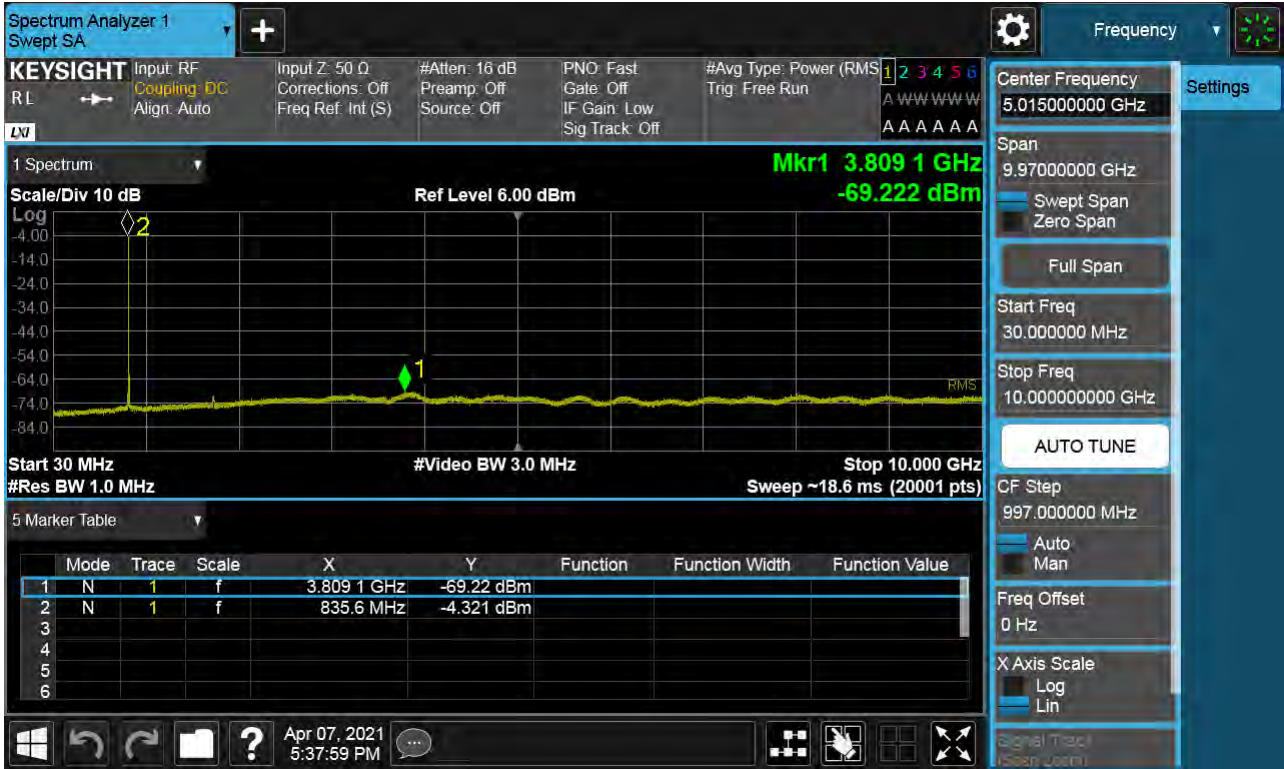 Spectrum Analyzer 1
Swept SA
Frequency
KEYSIGHT
R L
LXI
Input: RF
Coupling: DC
Align: Auto
Input Z: 50 Ω
Corrections: Off
Freq Ref: Int (S)
#Atten: 16 dB
Preamp: Off
Source: Off
PNO: Fast
Gate: Off
IF Gain: Low
Sig Track: Off
#Avg Type: Power (RMS
Trig: Free Run
1 2 3 4 5 6
A W W W W W
A A A A A A
1 Spectrum
Scale/Div 10 dB
Ref Level 6.00 dBm
Mkr1 3.809 1 GHz
-69.222 dBm
Log
-4.00
-14.0
-24.0
-34.0
-44.0
-54.0
-64.0
-74.0
-84.0
2
1
RMS
Start 30 MHz
#Video BW 3.0 MHz
Stop 10.000 GHz
#Res BW 1.0 MHz
Sweep ~18.6 ms (20001 pts)
5 Marker Table
Mode Trace Scale X Y Function Function Width Function Value
1 N 1 f 3.809 1 GHz -69.22 dBm
2 N 1 f 835.6 MHz -4.321 dBm
3
4
5
6
Apr 07, 2021
5:37:59 PM
Center Frequency
5.015000000 GHz
Settings
Span
9.97000000 GHz
Swept Span
Zero Span
Full Span
Start Freq
30.000000 MHz
Stop Freq
10.000000000 GHz
AUTO TUNE
CF Step
997.000000 MHz
Auto
Man
Freq Offset
0 Hz
X Axis Scale
Log
Lin
Signal Track
(Span Zoom)